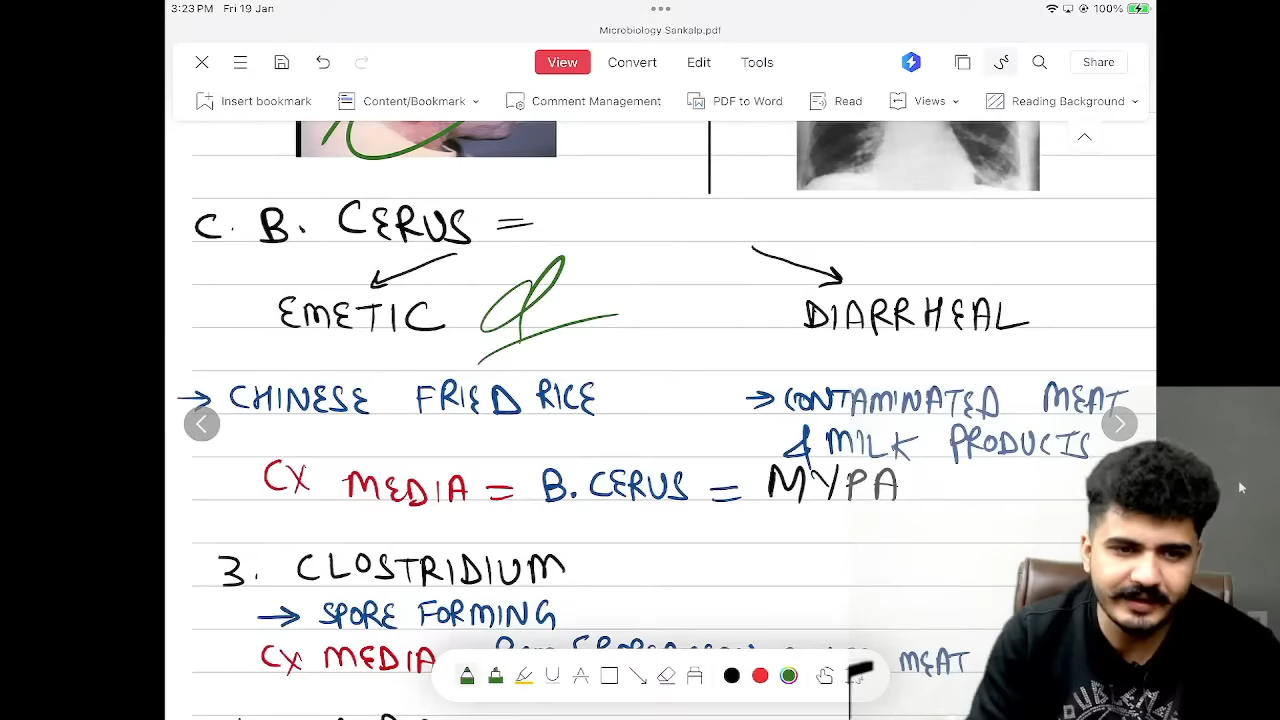 3:23 PM Fri 19 Jan
100%
Microbiology Sankalp.pdf
View Convert Edit Tools
Share
Insert bookmark Content/Bookmark Comment Management PDF to Word Read Views Reading Background
C. B. CERUS =
EMETIC
DIARRHEAL
→ CHINESE FRIED RICE
→ CONTAMINATED MEAT
& MILK PRODUCTS
CX MEDIA = B. CERUS = MYPA
3. CLOSTRIDIUM
→ SPORE FORMING
CX MEDIA
MEAT